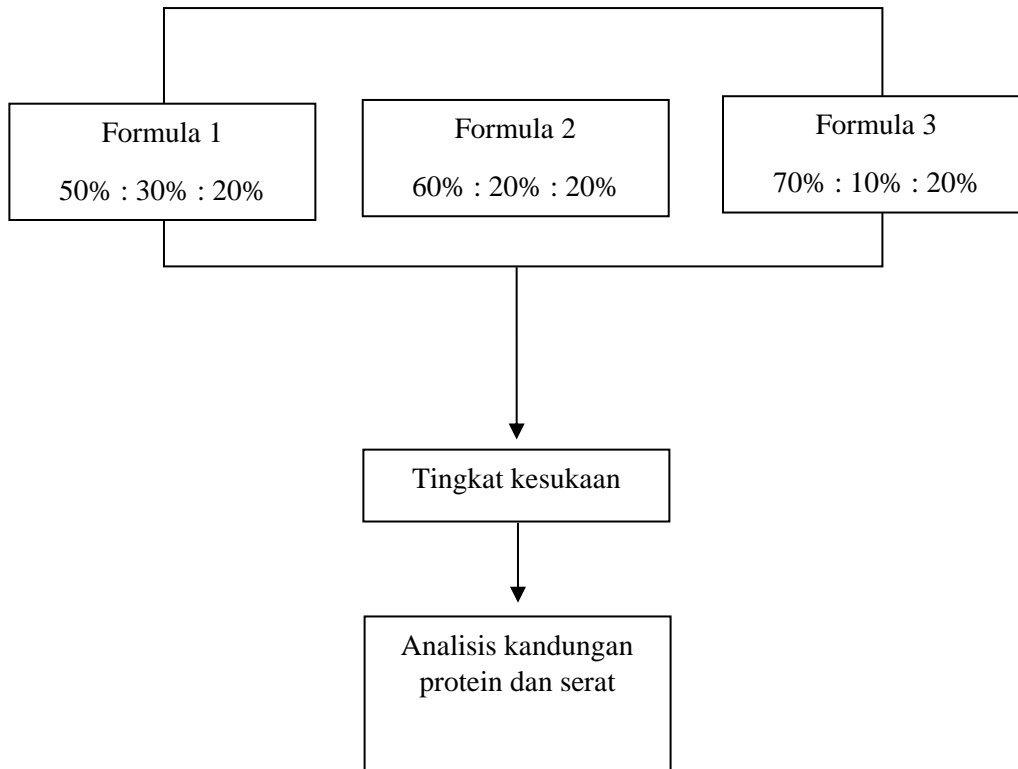 Formula 1
50% : 30% : 20%
Formula 2
60% : 20% : 20%
Formula 3
70% : 10% : 20%
Tingkat kesukaan
Analisis kandungan
protein dan serat